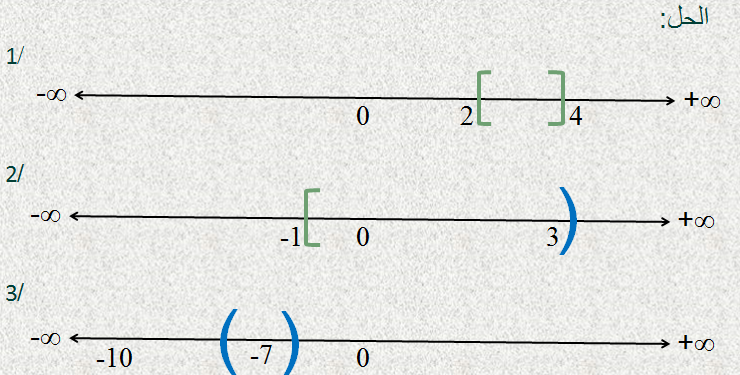 الحل:
1/
-∞ 0 2[ ]4 +∞
2/
-∞ -1[ 0 3) +∞
3/
-∞ -10 ( -7 ) 0 +∞